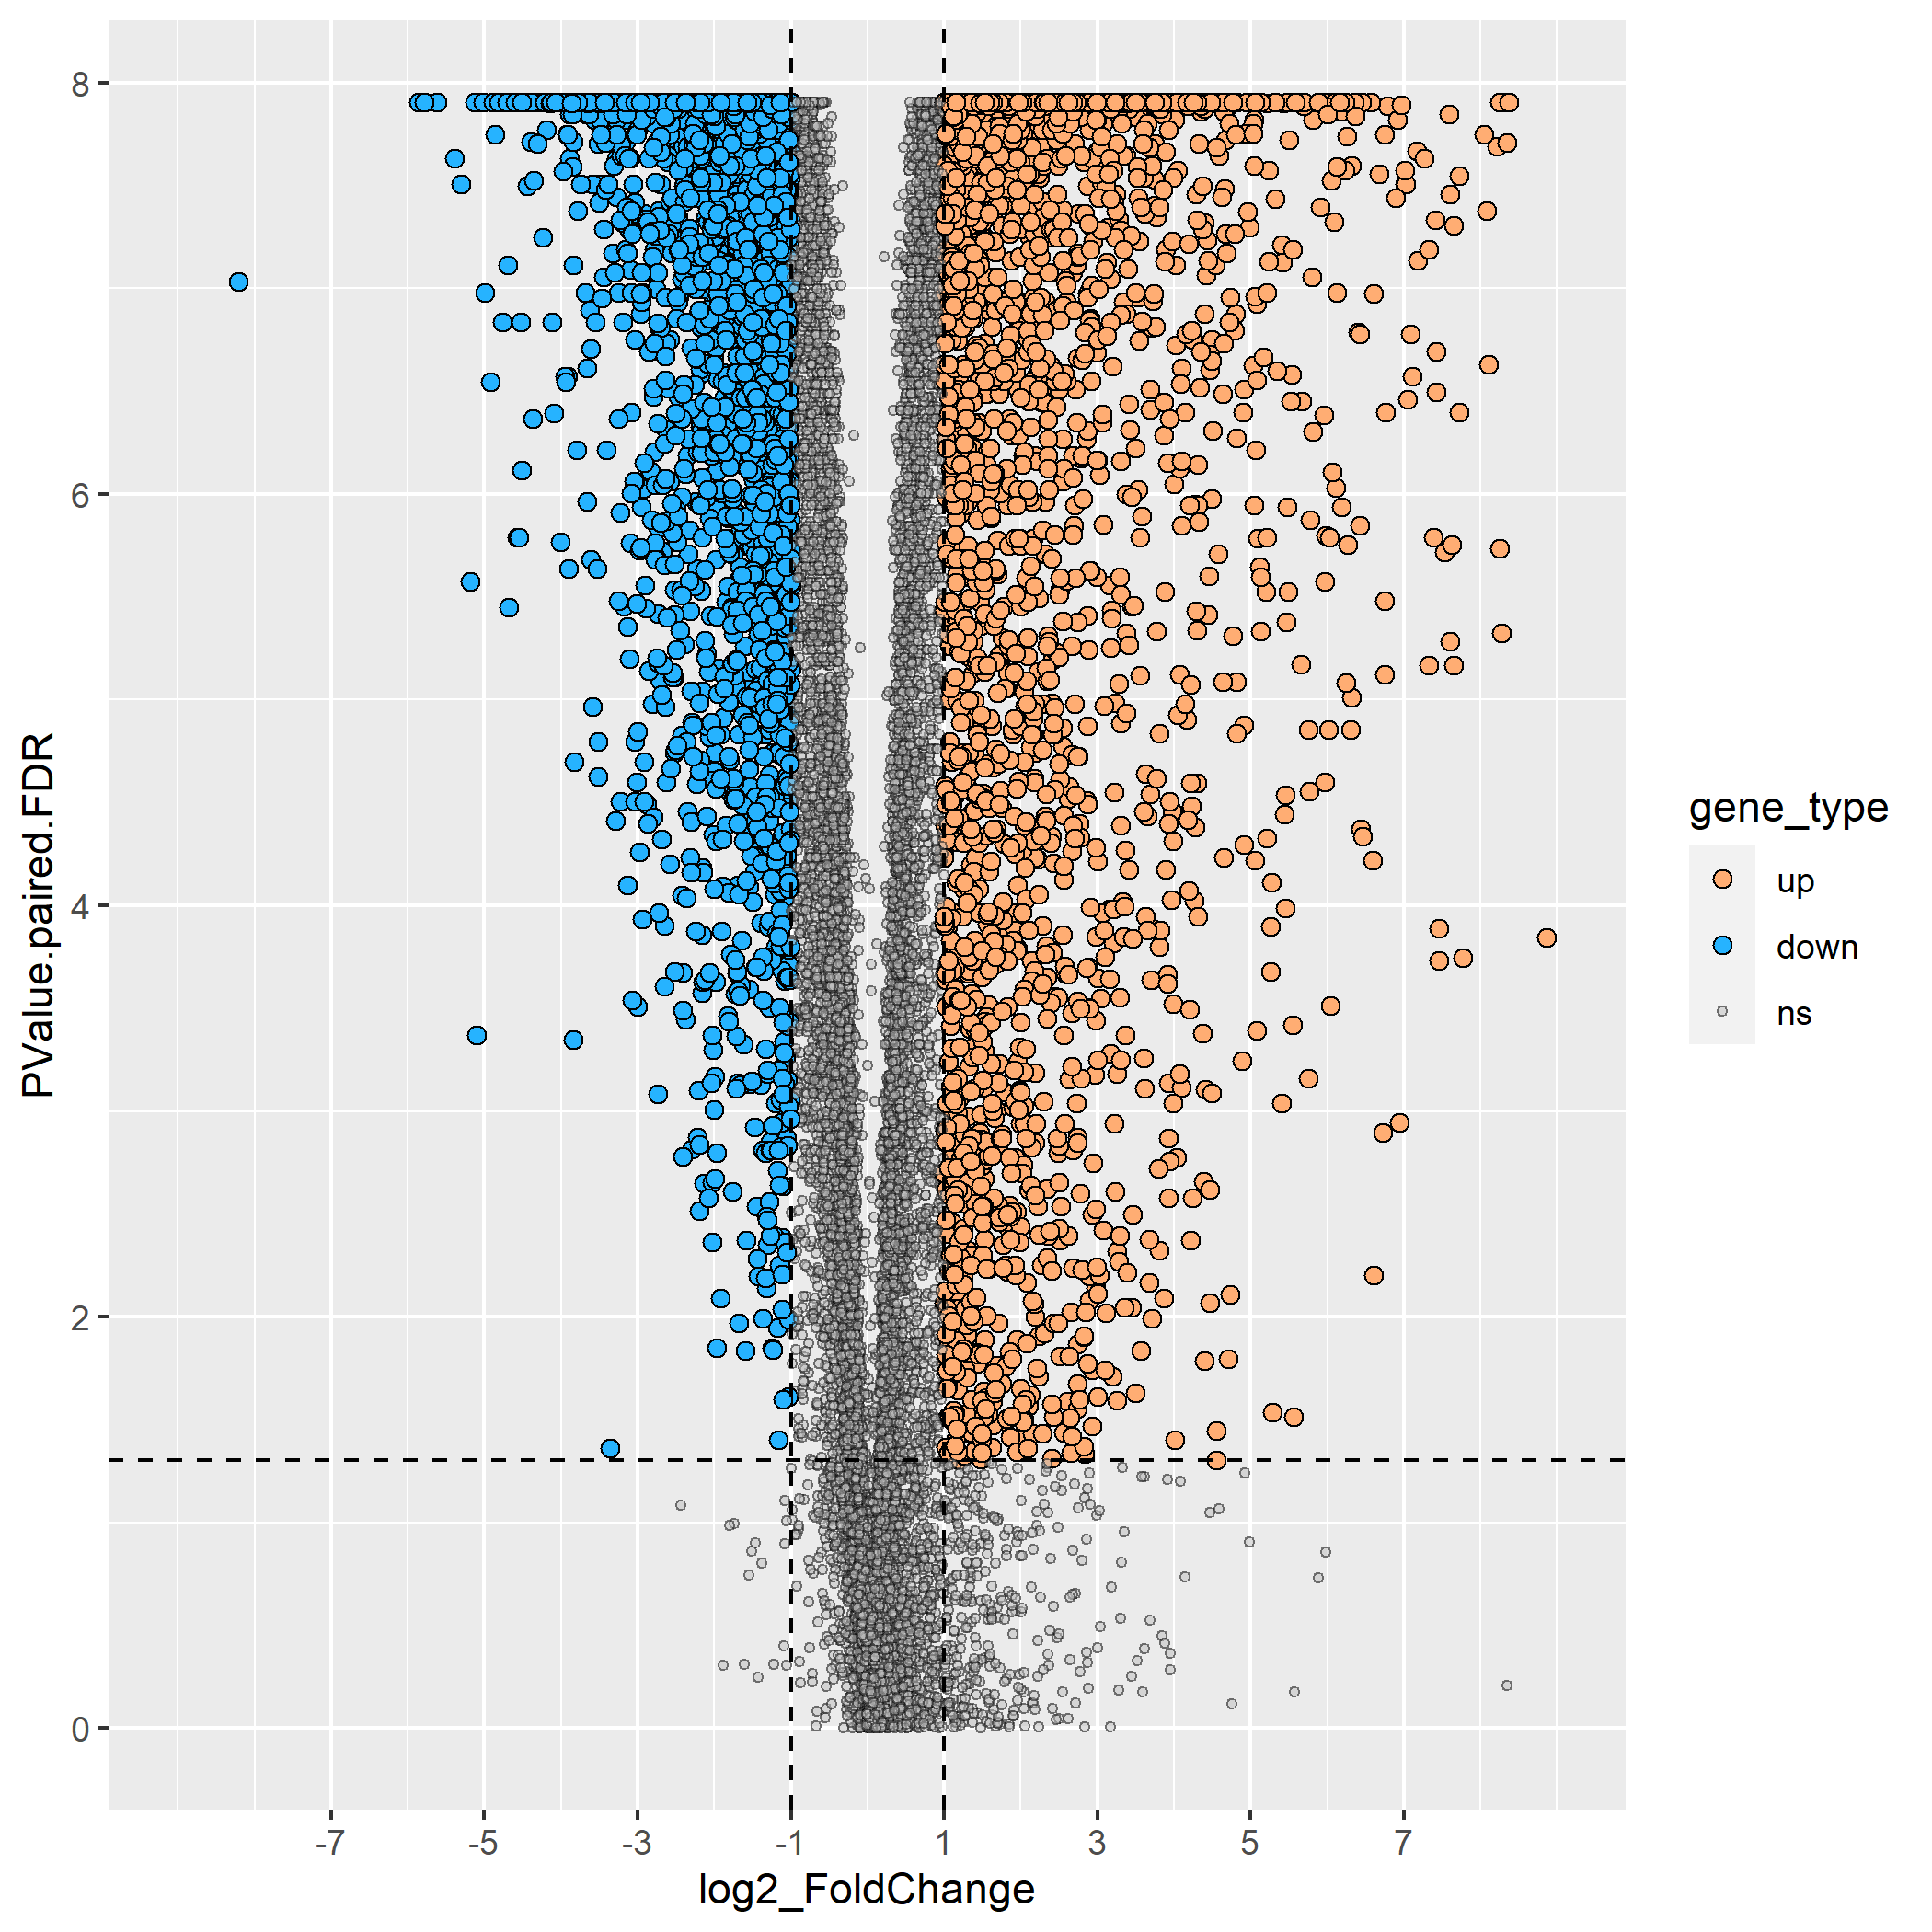 8
6
4
2
0
PValue.paired.FDR
-7 -5 -3 -1 1 3 5 7
log2_FoldChange
gene_type
up
down
ns